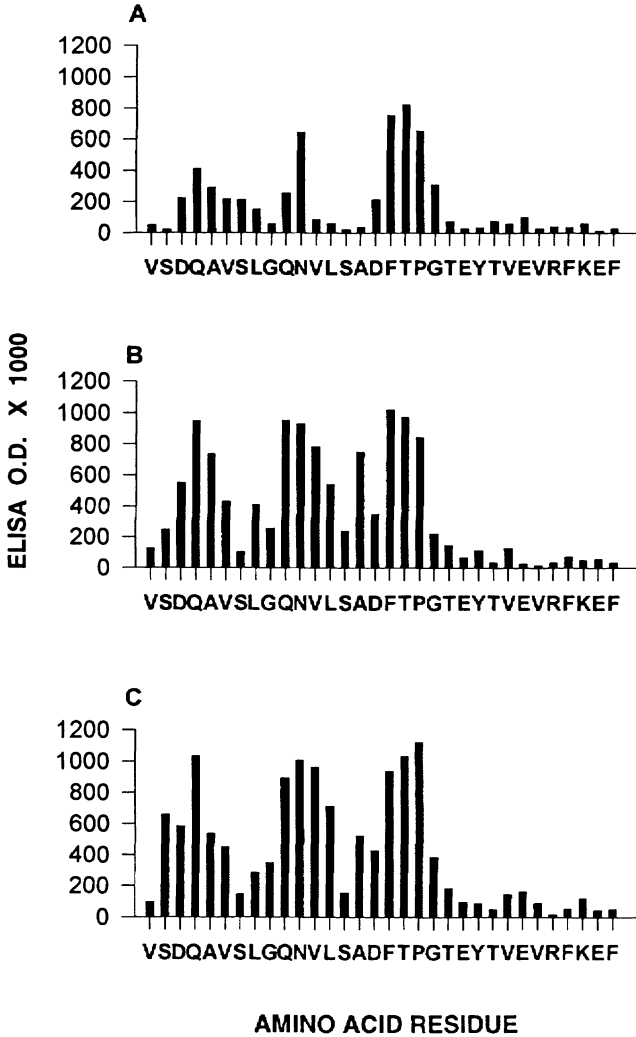 A
1200
1000
800
600
400
200
0
VSDQAVSLGQNVLSADFTPGTEYTVEVRFKEF
B
1200
1000
800
600
400
200
0
VSDQAVSLGQNVLSADFTPGTEYTVEVRFKEF
ELISA O.D. X 1000
C
1200
1000
800
600
400
200
0
VSDQAVSLGQNVLSADFTPGTEYTVEVRFKEF
AMINO ACID RESIDUE